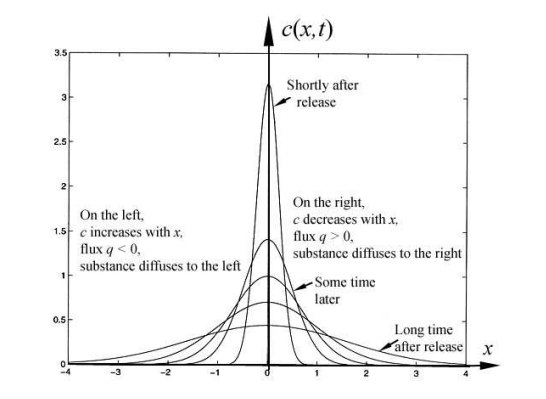 c(x,t)
3.5
3
2.5
2
1.5
1
0.5
0
Shortly after
release
On the left,
c increases with x,
flux q < 0,
substance diffuses to the left
On the right,
c decreases with x,
flux q > 0,
substance diffuses to the right
Some time
later
Long time
after release
x
−4 −3 −2 −1 0 1 2 3 4